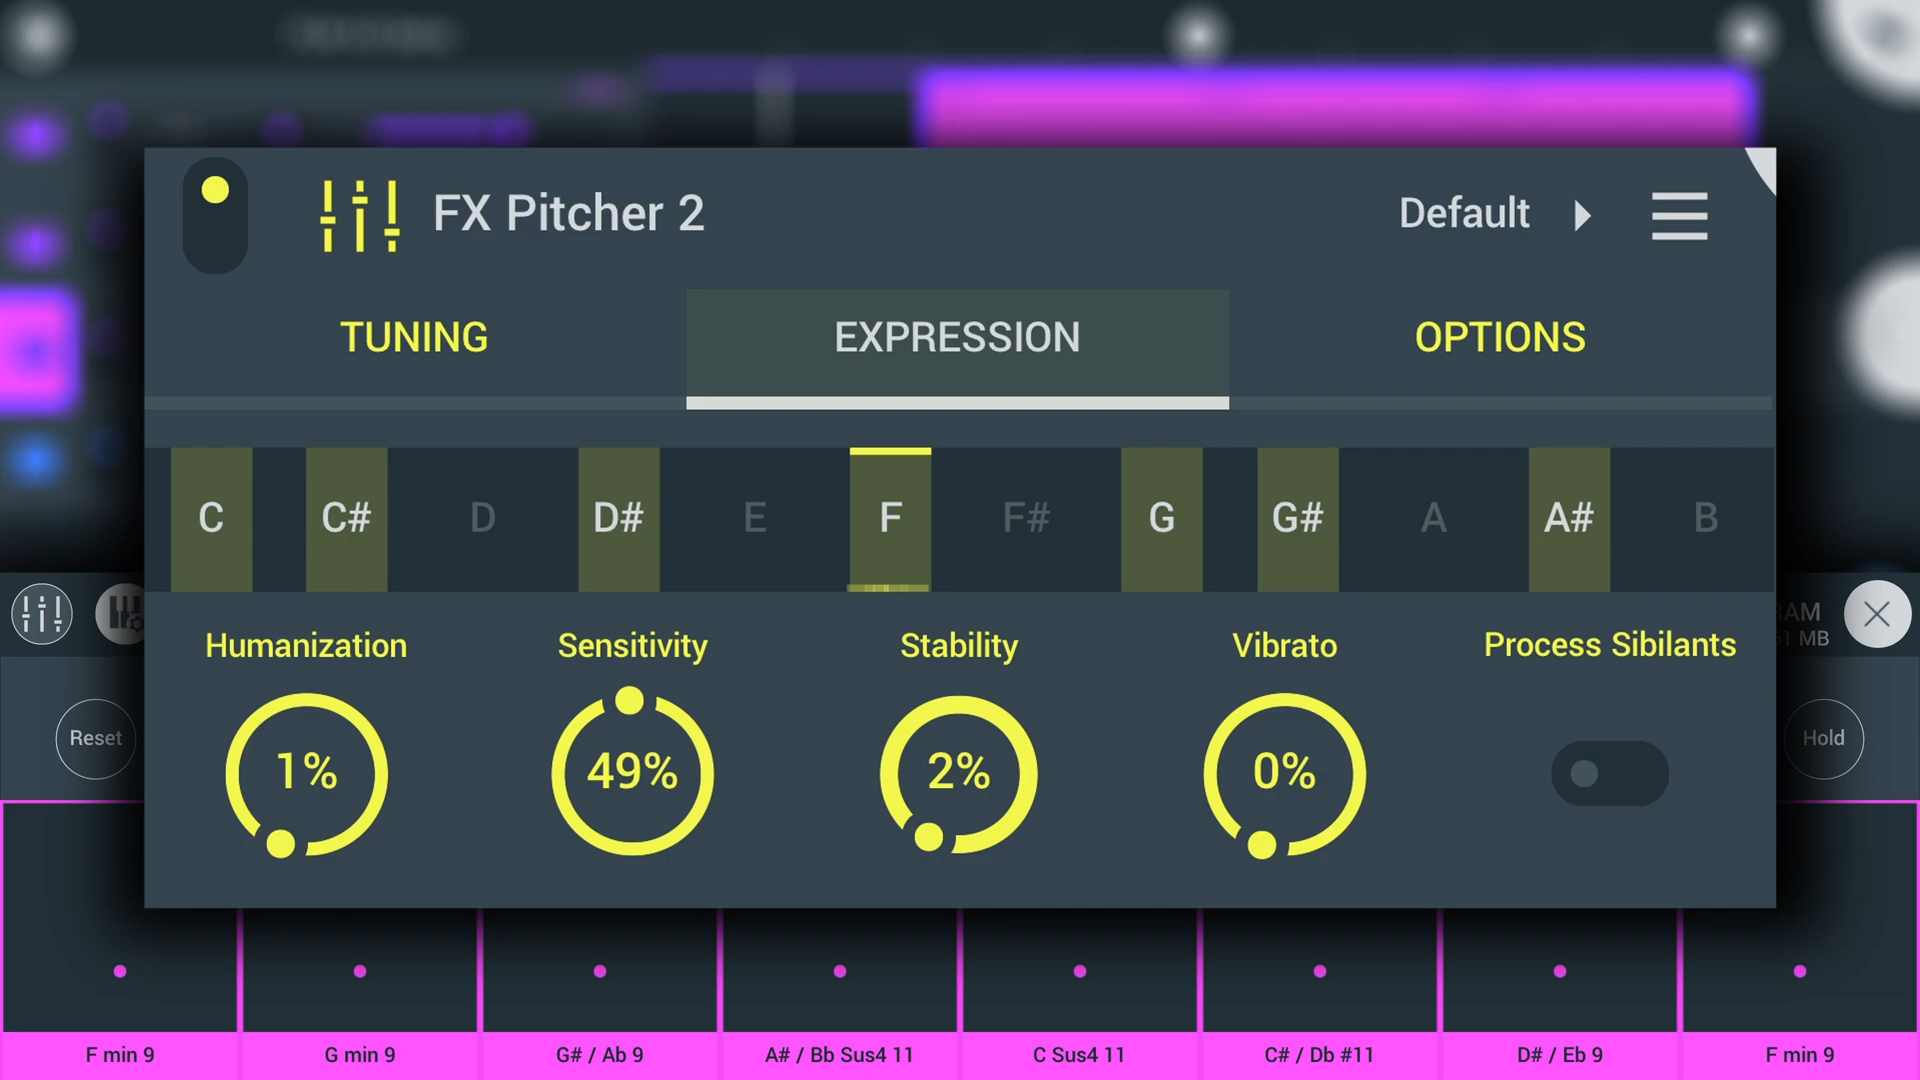 FX Pitcher 2
Default
TUNING
EXPRESSION
OPTIONS
C C# D D# E F F# G G# A A# B
Humanization
Sensitivity
Stability
Vibrato
Process Sibilants
1%
49%
2%
0%
Reset
Hold
MB
F min 9
G min 9
G# / Ab 9
A# / Bb Sus4 11
C Sus4 11
C# / Db #11
D# / Eb 9
F min 9